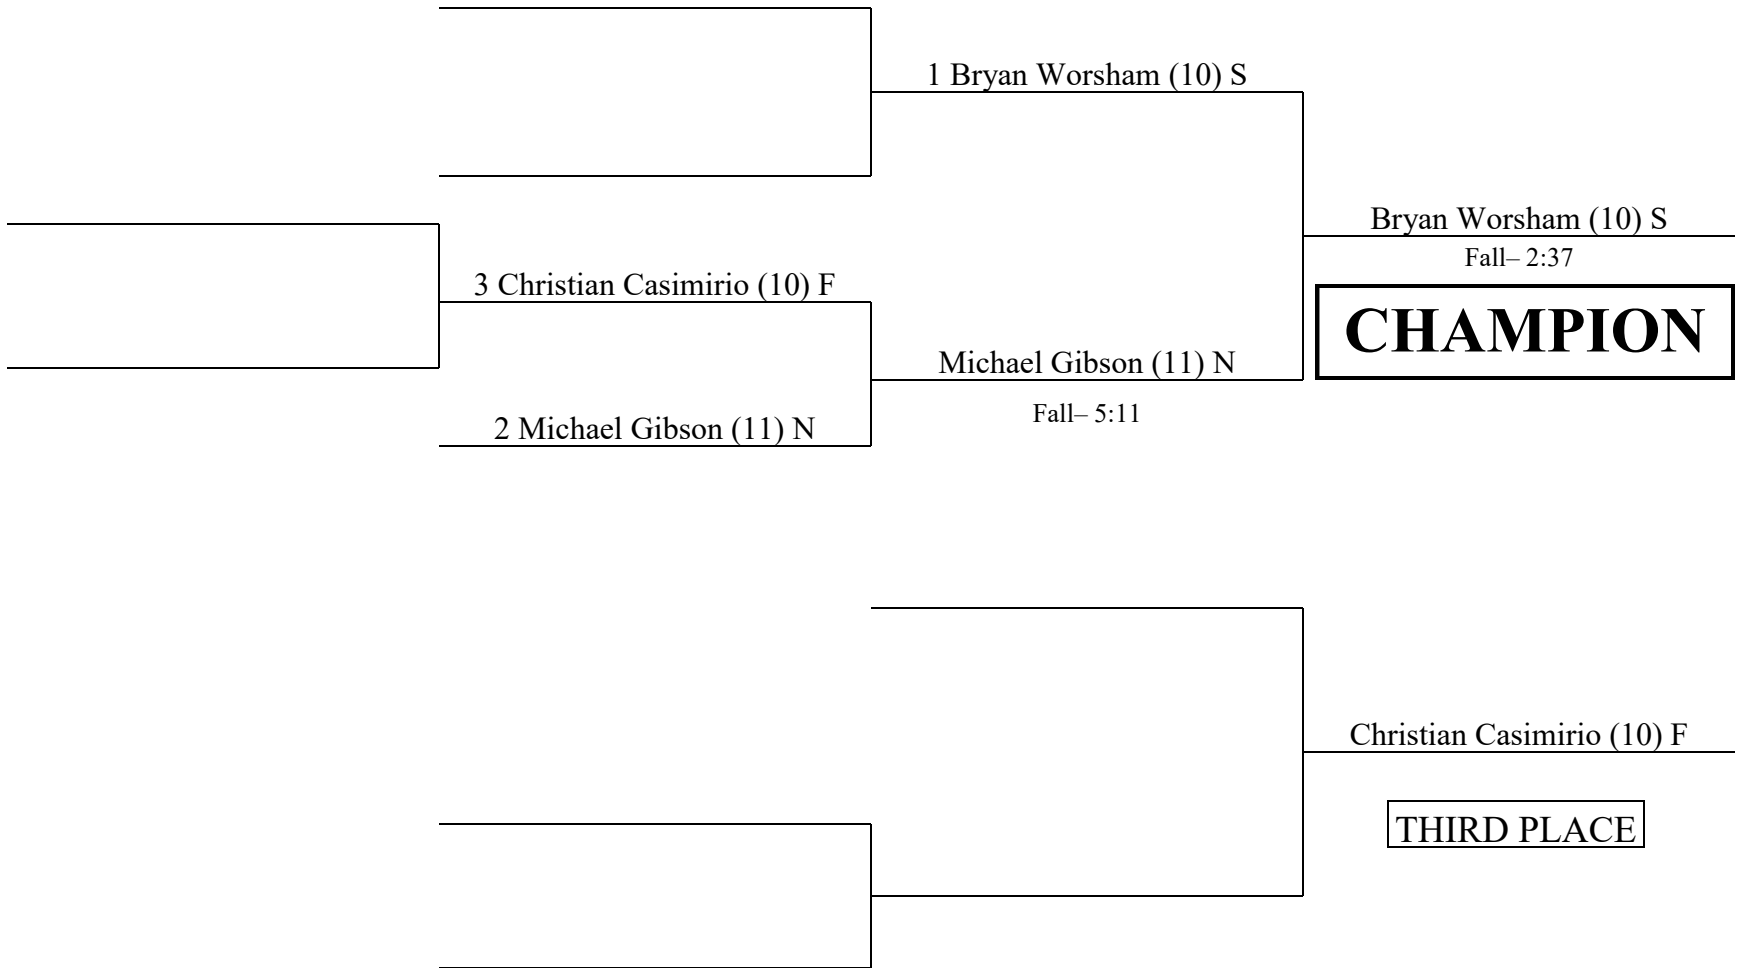 1 Bryan Worsham (10) S
Bryan Worsham (10) S
Fall– 2:37
3 Christian Casimirio (10) F
CHAMPION
Michael Gibson (11) N
Fall– 5:11
2 Michael Gibson (11) N
Christian Casimirio (10) F
THIRD PLACE